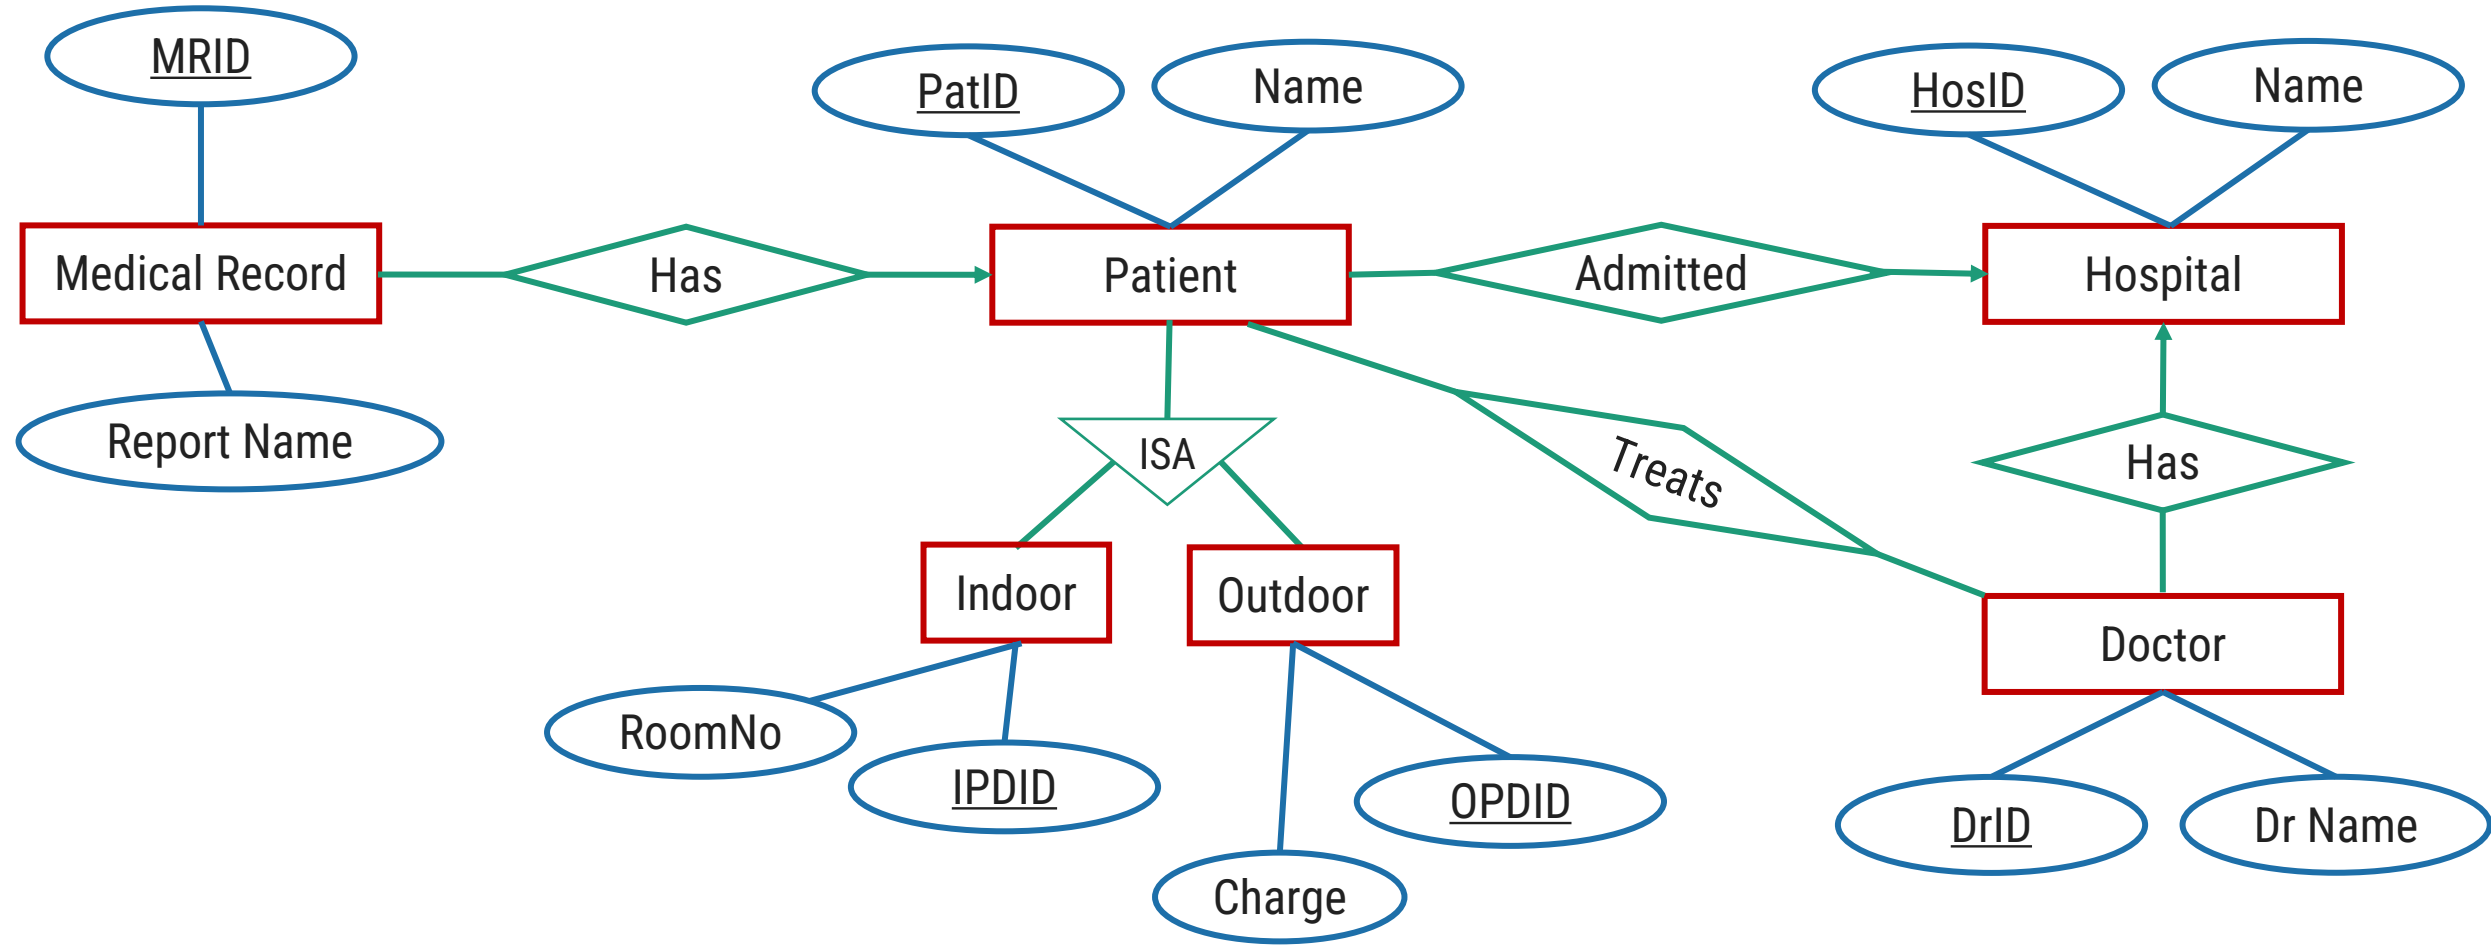 MRID
PatID
Name
HosID
Name
Medical Record
Has
Patient
Admitted
Hospital
Report Name
ISA
Treats
Has
Indoor
Outdoor
Doctor
RoomNo
IPDID
OPDID
DrID
Dr Name
Charge